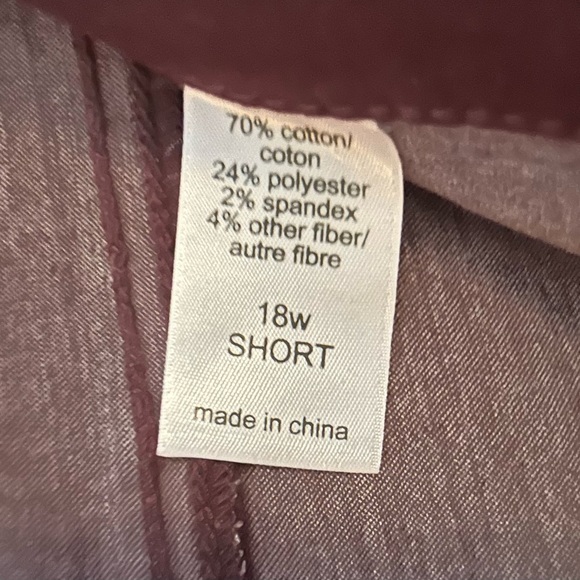 70% cotton/
coton
24% polyester
2% spandex
4% other fiber/
autre fibre
18w
SHORT
made in china